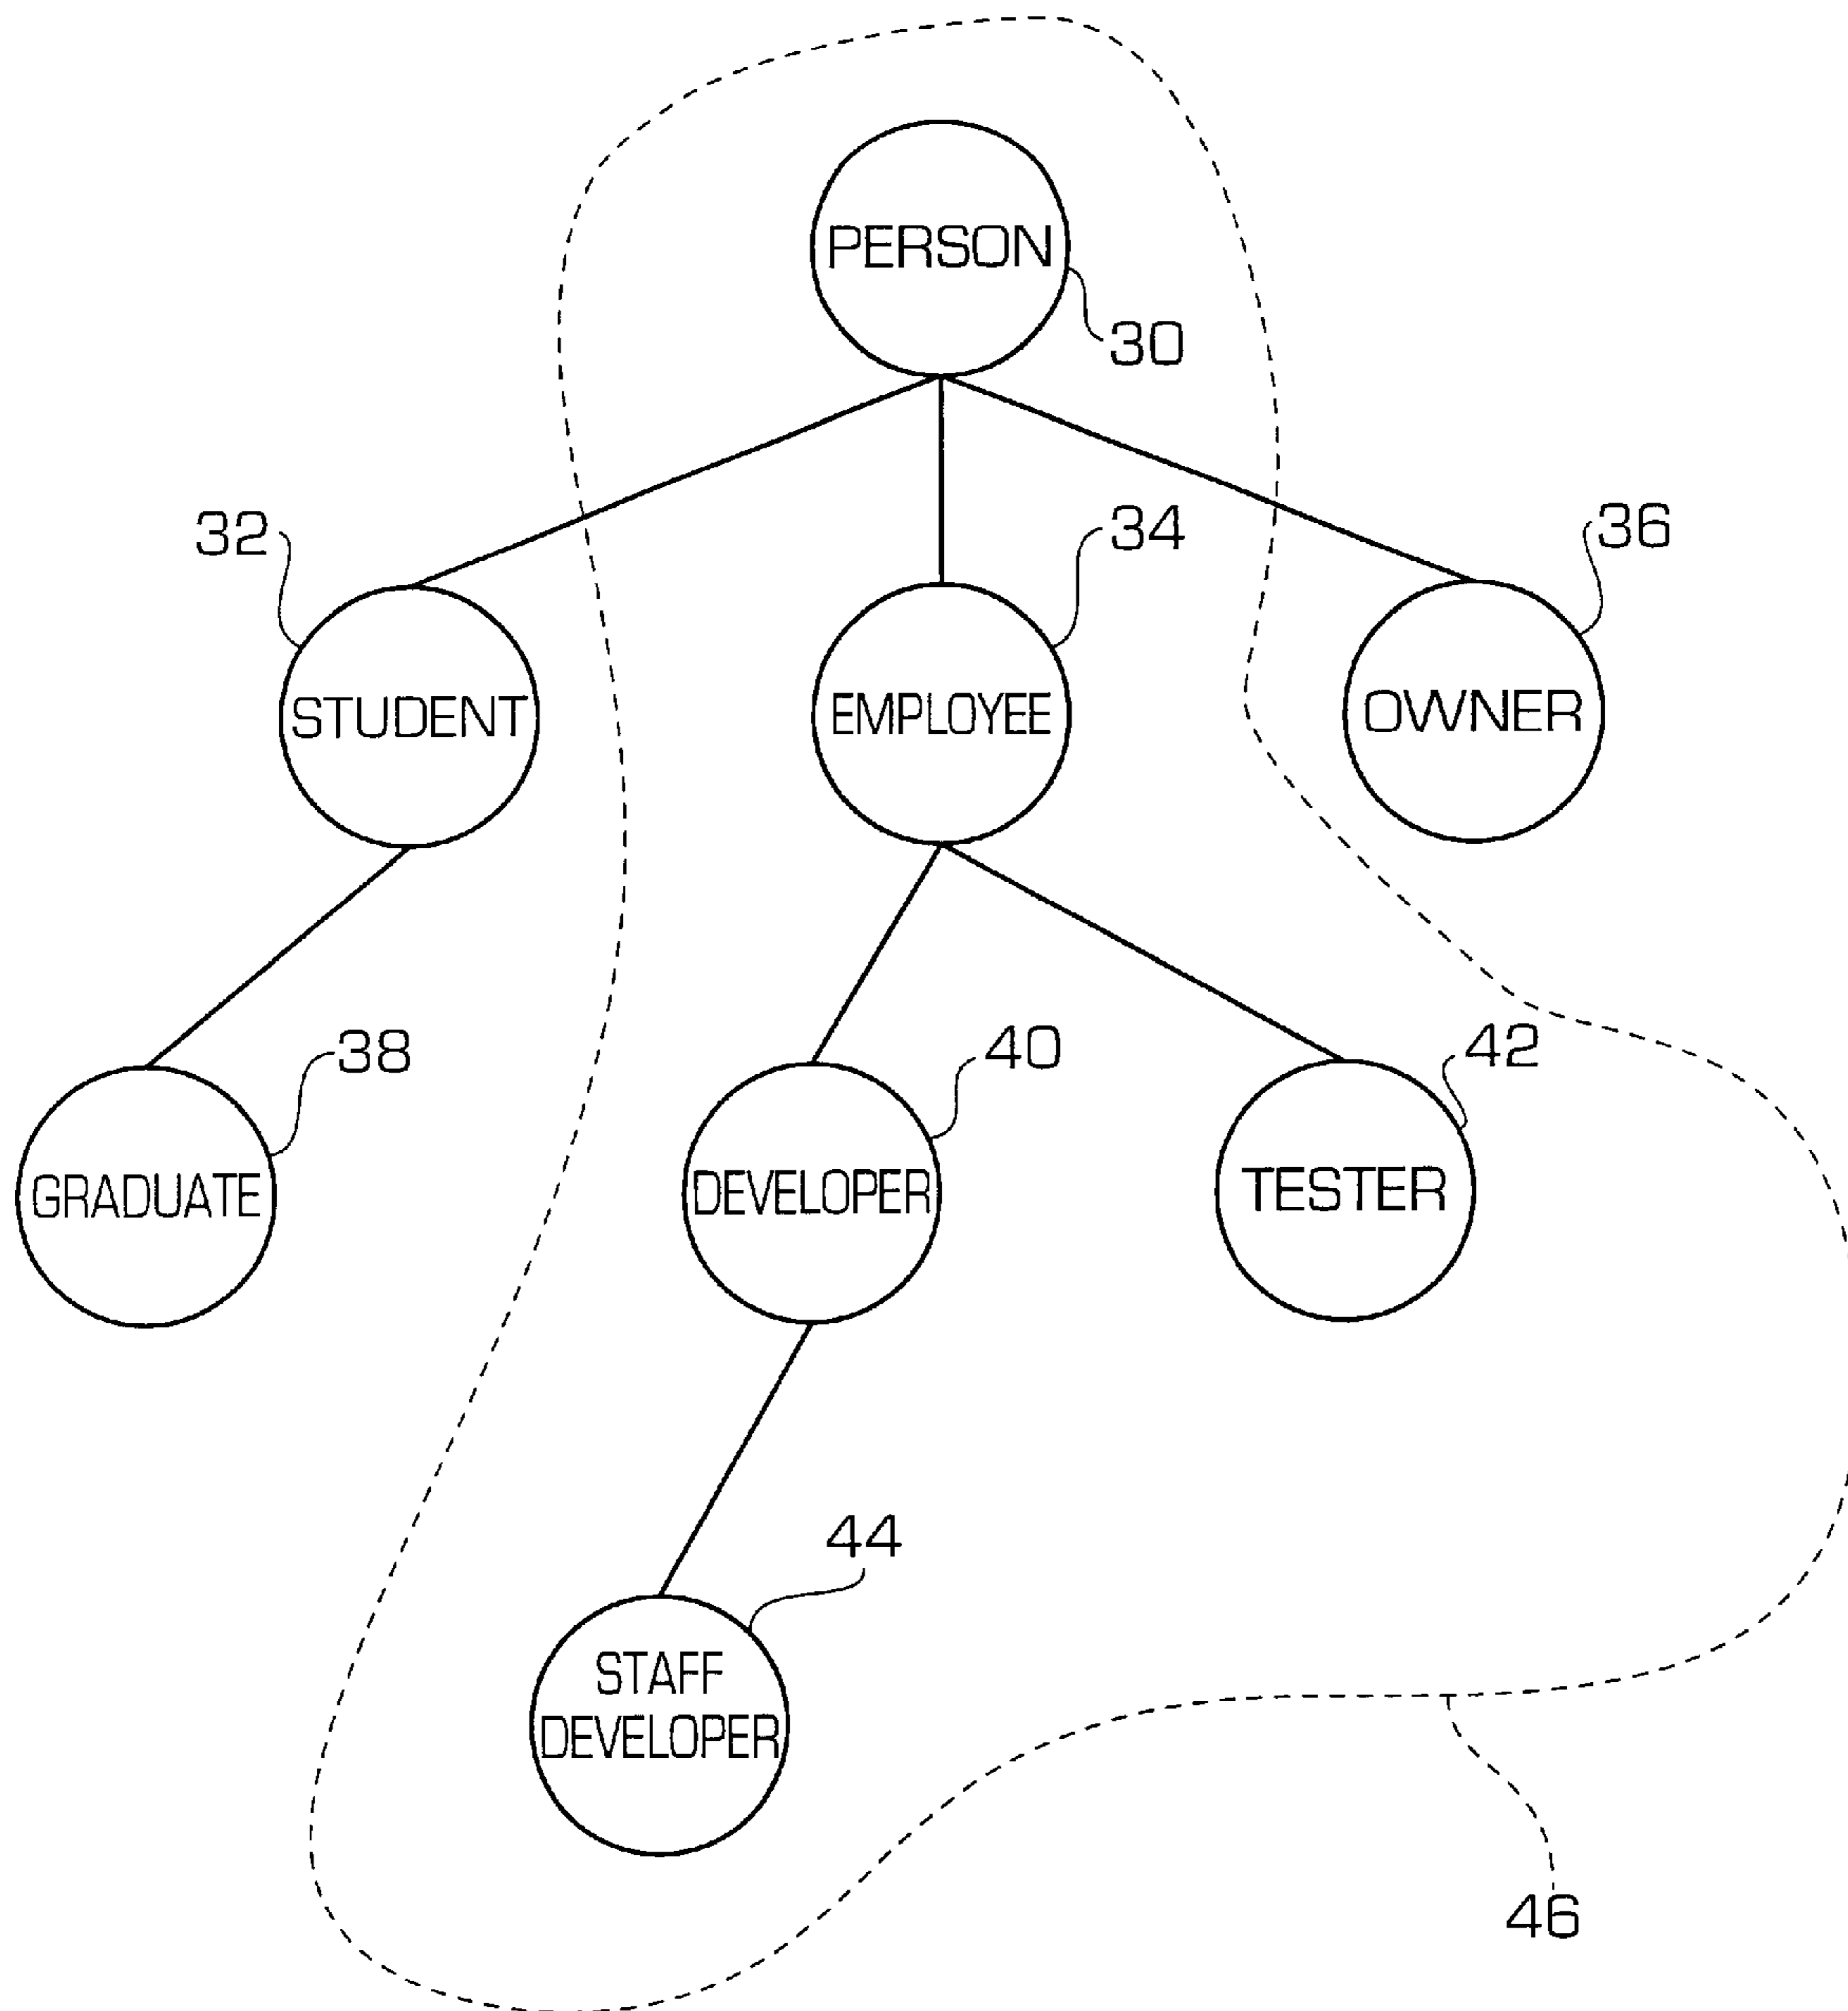 PERSON
30
32
34
36
STUDENT
EMPLOYEE
OWNER
38
40
42
GRADUATE
DEVELOPER
TESTER
44
STAFF
DEVELOPER
46